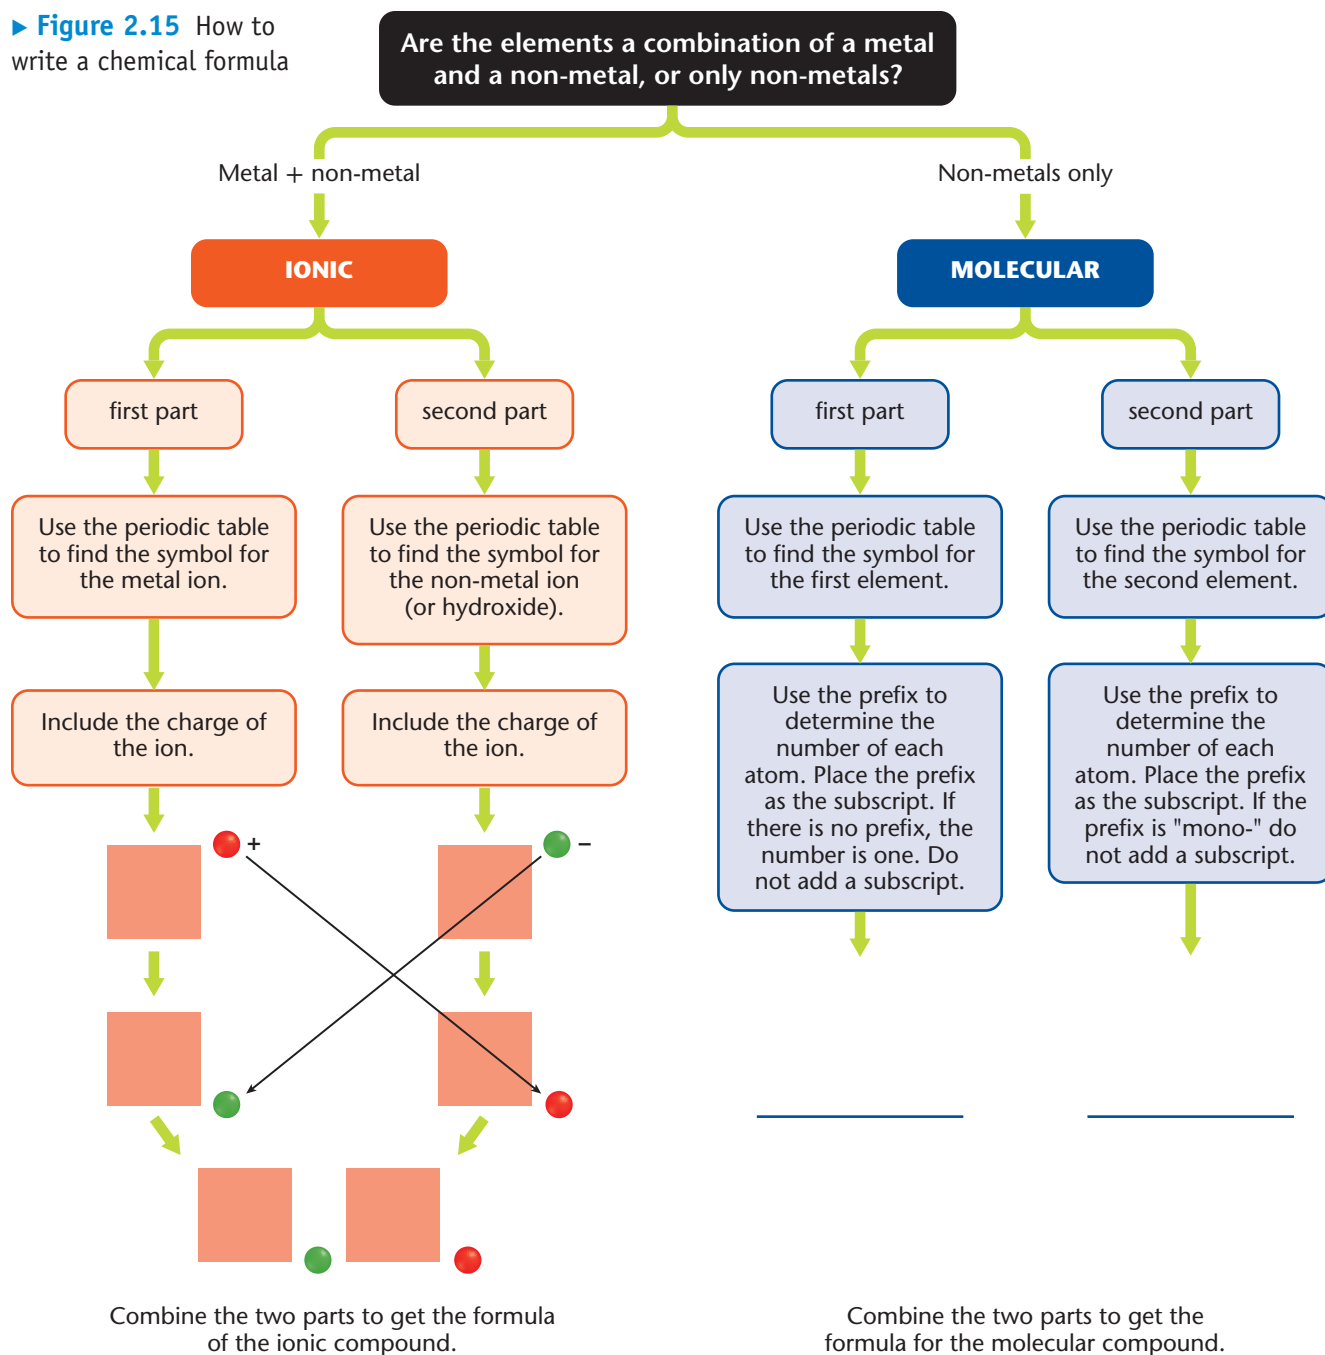 ▶ Figure 2.15 How to
write a chemical formula
Are the elements a combination of a metal
and a non-metal, or only non-metals?
Metal + non-metal
Non-metals only
IONIC
MOLECULAR
first part
second part
first part
second part
Use the periodic table
to find the symbol for
the metal ion.
Use the periodic table
to find the symbol for
the non-metal ion
(or hydroxide).
Use the periodic table
to find the symbol for
the first element.
Use the periodic table
to find the symbol for
the second element.
Include the charge of
the ion.
Include the charge of
the ion.
Use the prefix to
determine the
number of each
atom. Place the prefix
as the subscript. If
there is no prefix, the
number is one. Do
not add a subscript.
Use the prefix to
determine the
number of each
atom. Place the prefix
as the subscript. If the
prefix is "mono-" do
not add a subscript.
+
–
Combine the two parts to get the formula
of the ionic compound.
Combine the two parts to get the
formula for the molecular compound.